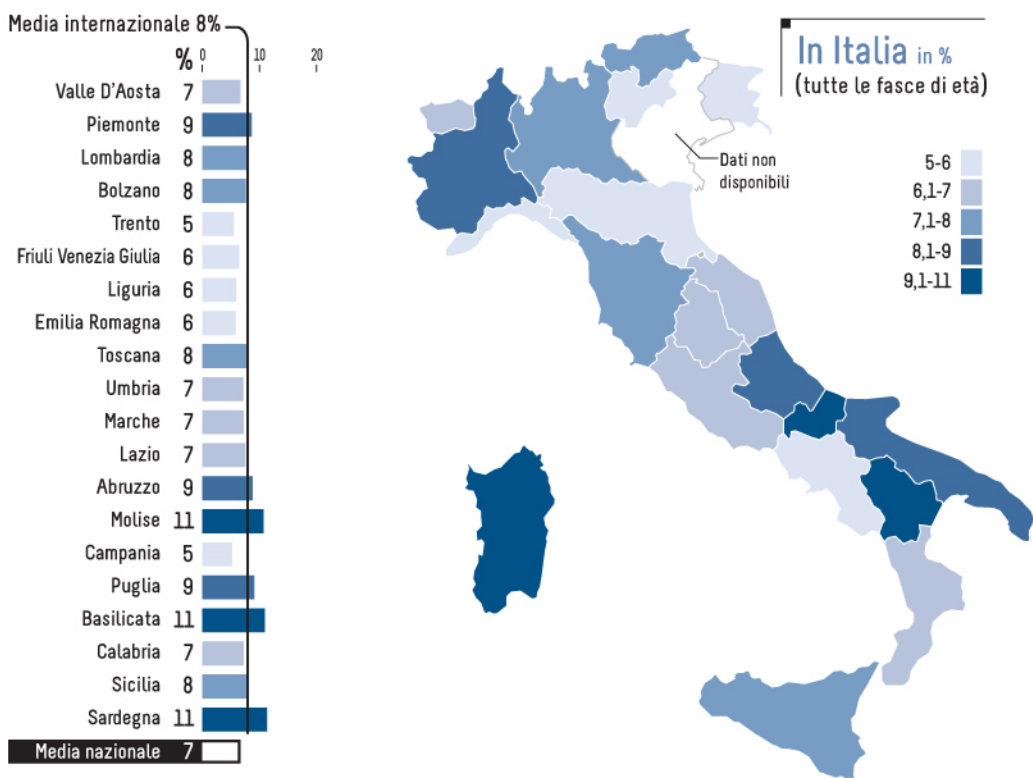 Media internazionale 8%
% 0 10 20
Valle D'Aosta 7
Piemonte 9
Lombardia 8
Bolzano 8
Trento 5
Friuli Venezia Giulia 6
Liguria 6
Emilia Romagna 6
Toscana 8
Umbria 7
Marche 7
Lazio 7
Abruzzo 9
Molise 11
Campania 5
Puglia 9
Basilicata 11
Calabria 7
Sicilia 8
Sardegna 11
Media nazionale 7
In Italia in %
(tutte le fasce di età)
Dati non
disponibili
5-6
6,1-7
7,1-8
8,1-9
9,1-11